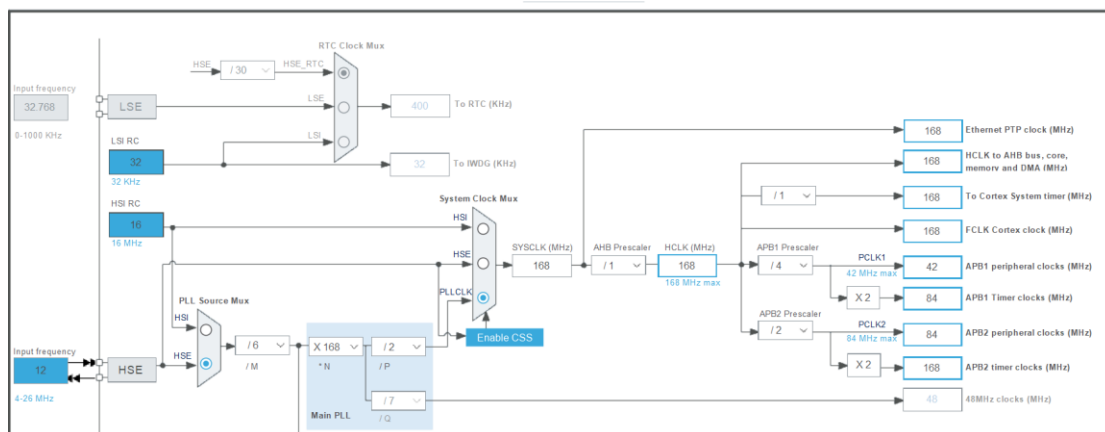 RTC Clock Mux
HSE
/ 30
HSE_RTC
Input frequency
32.768
0-1000 KHz
LSE
LSE
400
To RTC (KHz)
LSI RC
32
32 KHz
LSI
32
To IWDG (KHz)
HSI RC
16
16 MHz
System Clock Mux
HSI
HSE
PLLCLK
Enable CSS
PLL Source Mux
HSI
HSE
Input frequency
12
4-26 MHz
HSE
/ 6
/ M
X 168
* N
/ 2
/ P
/ 7
/ Q
Main PLL
SYSCLK (MHz)
168
AHB Prescaler
/ 1
HCLK (MHz)
168
168 MHz max
168
Ethernet PTP clock (MHz)
168
HCLK to AHB bus, core,
memory and DMA (MHz)
/ 1
168
To Cortex System timer (MHz)
168
FCLK Cortex clock (MHz)
APB1 Prescaler
/ 4
PCLK1
42 MHz max
42
APB1 peripheral clocks (MHz)
X 2
84
APB1 Timer clocks (MHz)
APB2 Prescaler
/ 2
PCLK2
84 MHz max
84
APB2 peripheral clocks (MHz)
X 2
168
APB2 timer clocks (MHz)
48
48MHz clocks (MHz)